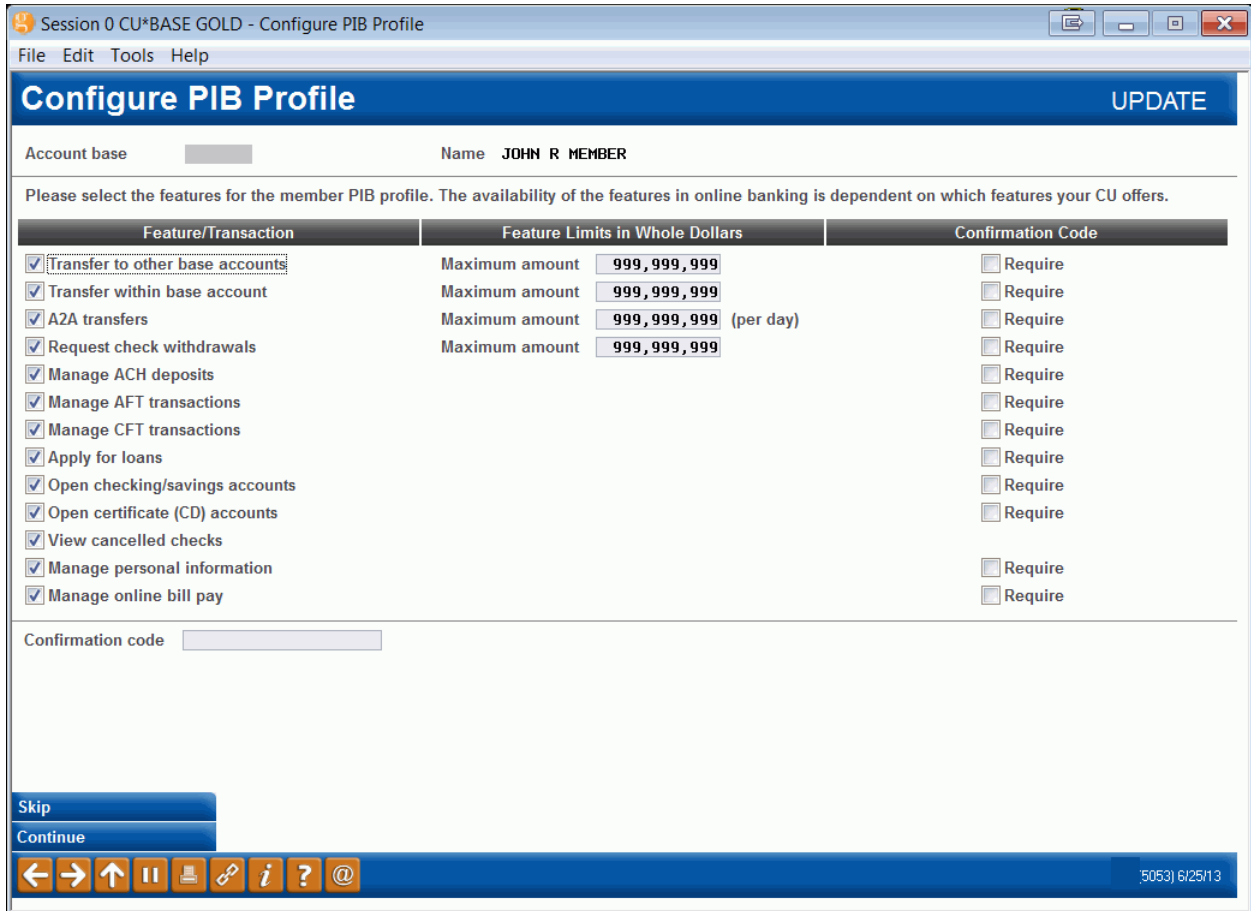 Session 0 CU*BASE GOLD - Configure PIB Profile
File Edit Tools Help
Configure PIB Profile UPDATE
Account base Name JOHN R MEMBER
Please select the features for the member PIB profile. The availability of the features in online banking is dependent on which features your CU offers.
Feature/Transaction Feature Limits in Whole Dollars Confirmation Code
Transfer to other base accounts Maximum amount 999,999,999 Require
Transfer within base account Maximum amount 999,999,999 Require
A2A transfers Maximum amount 999,999,999 (per day) Require
Request check withdrawals Maximum amount 999,999,999 Require
Manage ACH deposits Require
Manage AFT transactions Require
Manage CFT transactions Require
Apply for loans Require
Open checking/savings accounts Require
Open certificate (CD) accounts Require
View cancelled checks
Manage personal information Require
Manage online bill pay Require
Confirmation code
Skip
Continue
(5053) 6/25/13